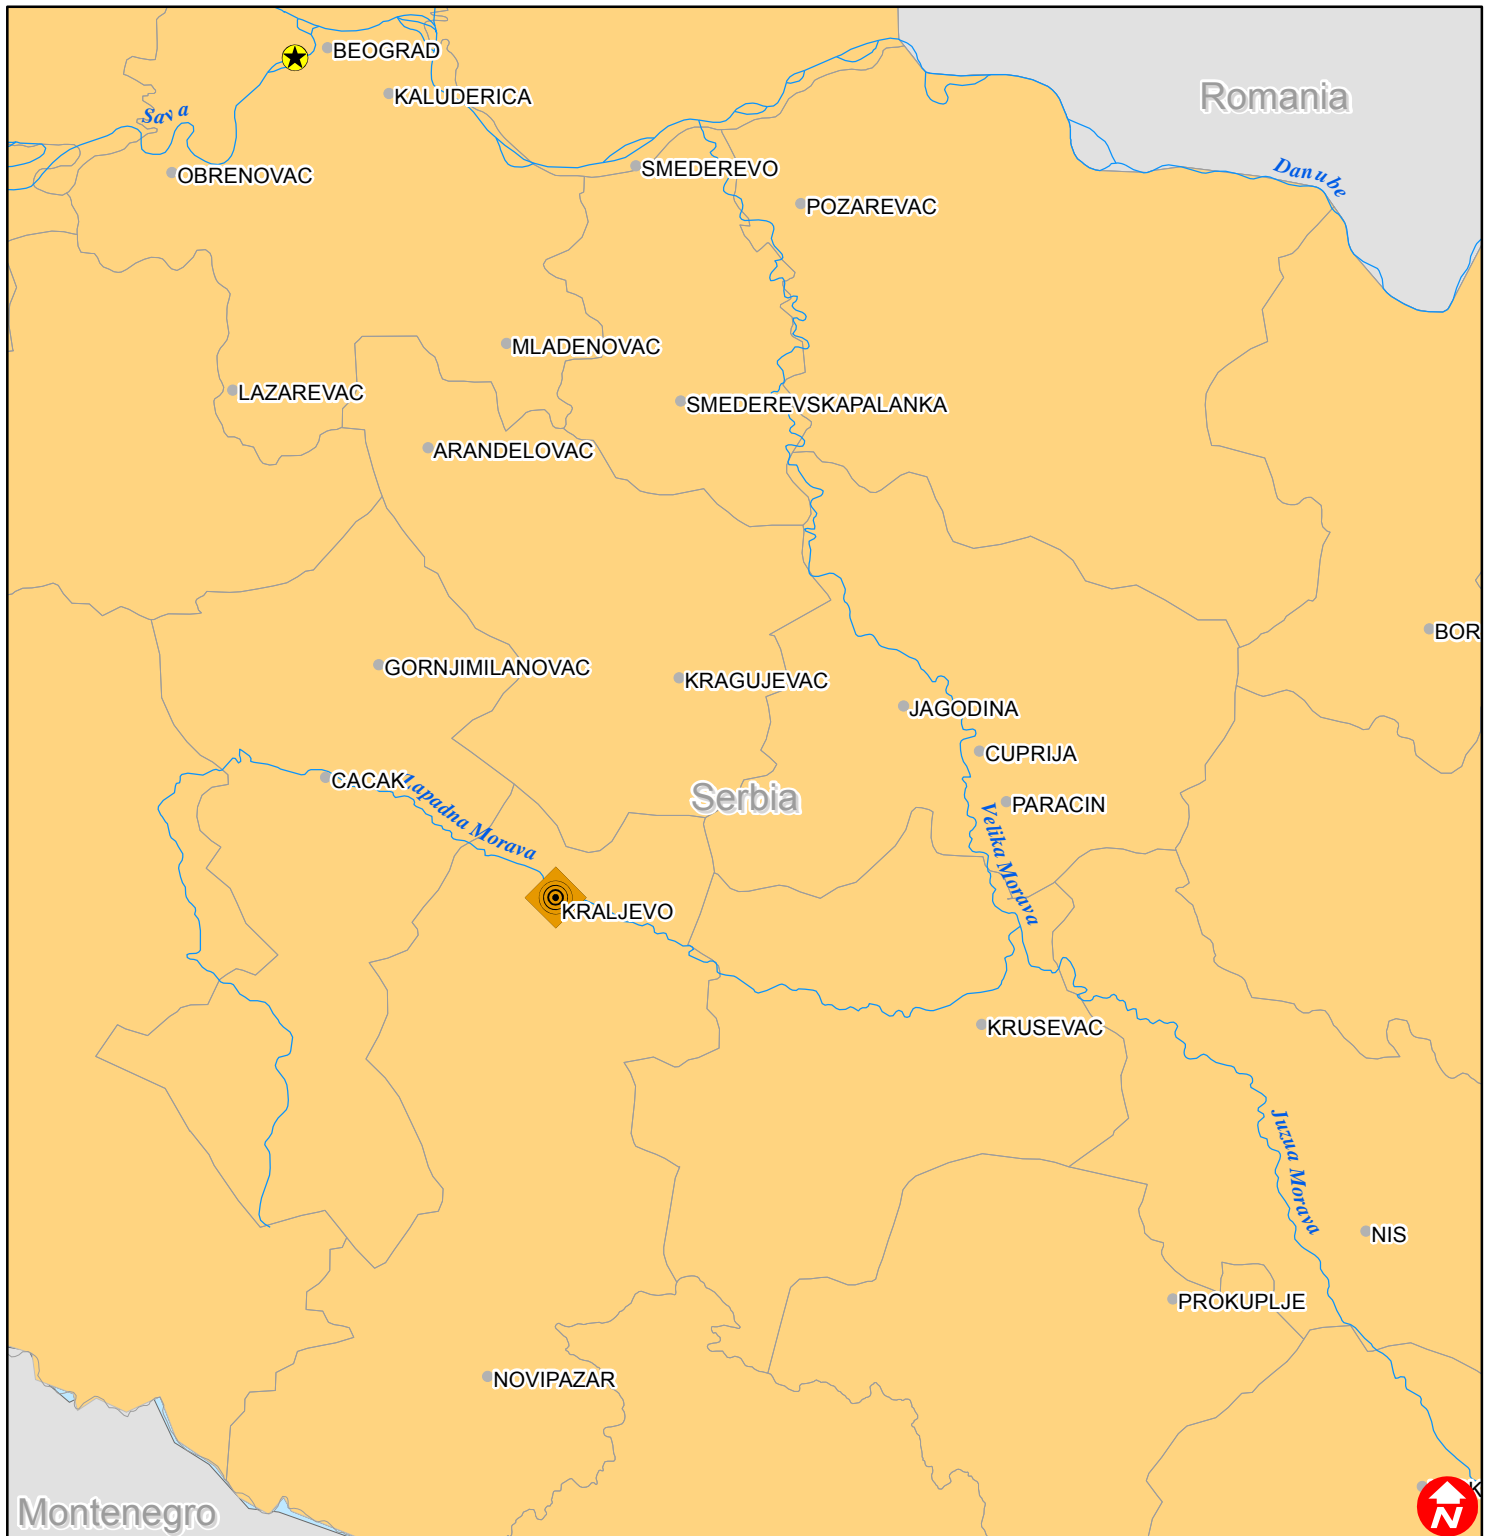 BEOGRAD
Romania
KALUDERICA
Sava
SMEDEREVO
OBRENOVAC
Danube
POZAREVAC
MLADENOVAC
LAZAREVAC
SMEDEREVSKAPALANKA
ARANDELOVAC
BOR
GORNJIMILANOVAC
KRAGUJEVAC
JAGODINA
CUPRIJA
CACAK
Serbia
PARACIN
Zapadna Morava
Velika Morava
KRALJEVO
KRUSEVAC
Juzua Morava
NIS
PROKUPLJE
NOVIPAZAR
Montenegro
N